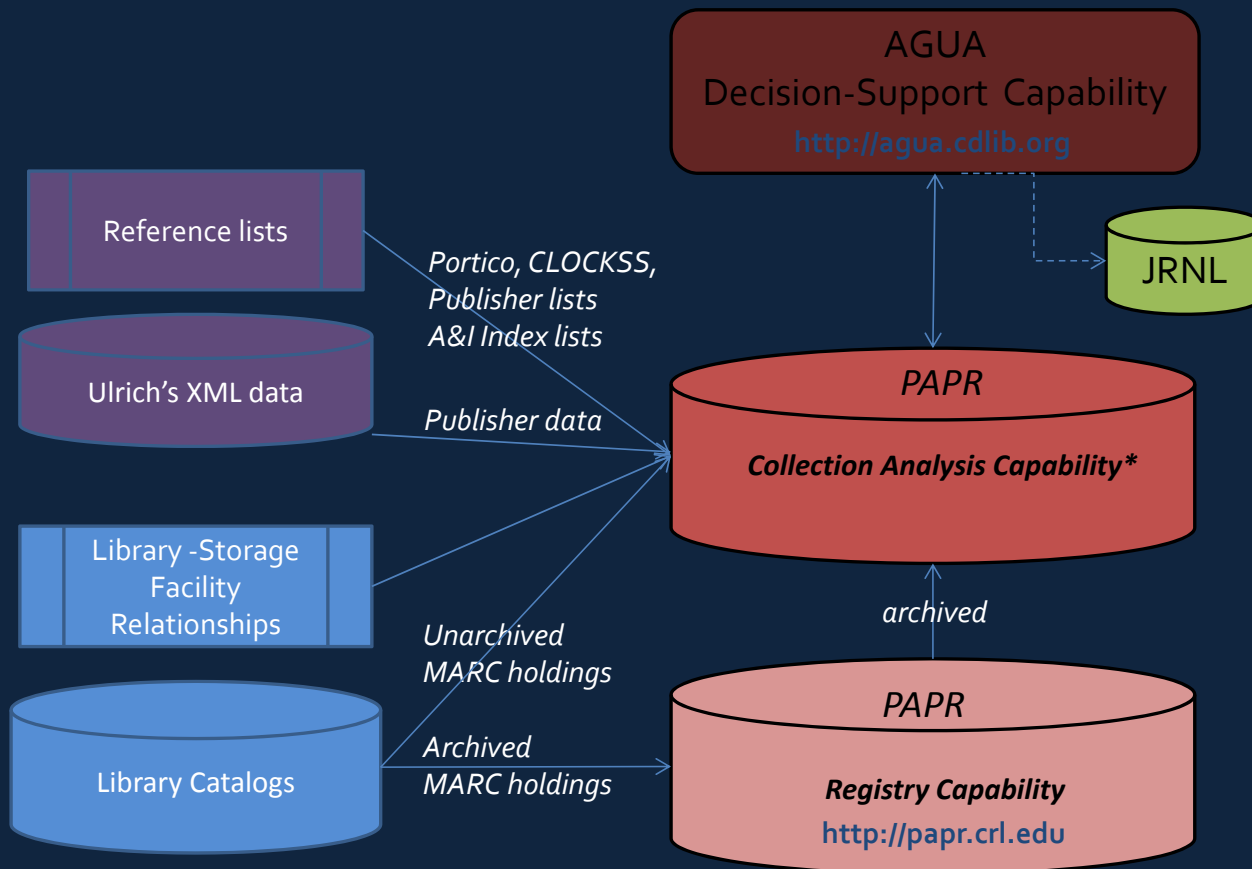 AGUA
Decision-Support Capability
http://agua.cdlib.org
Reference lists
Portico, CLOCKSS,
Publisher lists
A&I Index lists
JRNL
Ulrich's XML data
Publisher data
PAPR
Collection Analysis Capability*
Library -Storage
Facility
Relationships
archived
Unarchived
MARC holdings
Library Catalogs
Archived
MARC holdings
PAPR
Registry Capability
http://papr.crl.edu